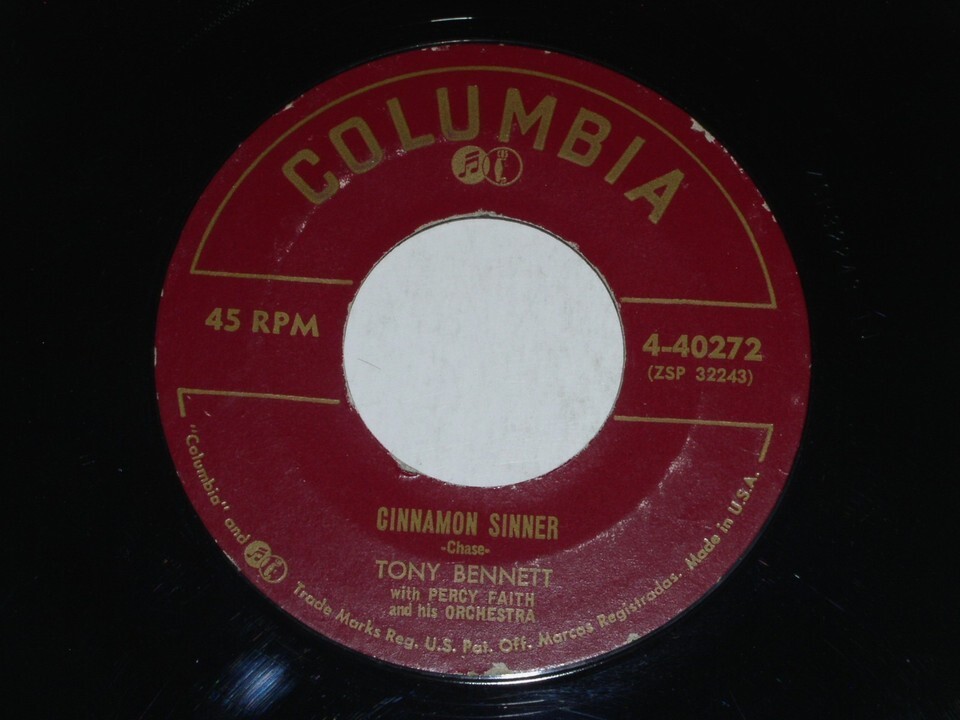 COLUMBIA
45 RPM
4-40272
(ZSP 32243)
CINNAMON SINNER
-Chase-
TONY BENNETT
with PERCY FAITH
and his ORCHESTRA
"Columbia" and Trade Marks Reg. U.S. Pat. Off. Marcas Registradas. Made in U.S.A.